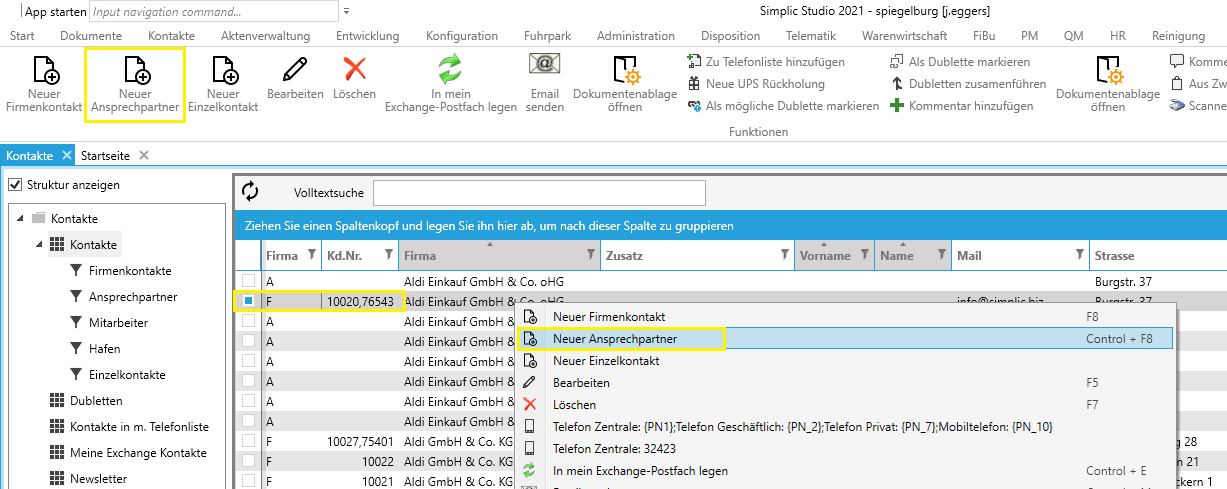 App starten Input navigation command...
Simplic Studio 2021 - spiegelburg [j.eggers]
Start Dokumente Kontakte Aktenverwaltung Entwicklung Konfiguration Fuhrpark Administration Disposition Telematik Warenwirtschaft FiBu PM QM HR Reinigung
Neuer Firmenkontakt
Neuer Ansprechpartner
Neuer Einzelkontakt
Bearbeiten
Löschen
In mein Exchange-Postfach legen
Email senden
Dokumentenablage öffnen
Zu Telefonliste hinzufügen
Neue UPS Rückholung
Als mögliche Dublette markieren
Als Dublette markieren
Dubletten zusamenführen
Kommentar hinzufügen
Dokumentenablage öffnen
Komme
Aus Zw
Scanne
Funktionen
Kontakte Startseite
Struktur anzeigen
Kontakte
Kontakte
Firmenkontakte
Ansprechpartner
Mitarbeiter
Hafen
Einzelkontakte
Dubletten
Kontakte in m. Telefonliste
Meine Exchange Kontakte
Newsletter
Volltextsuche
Ziehen Sie einen Spaltenkopf und legen Sie ihn hier ab, um nach dieser Spalte zu gruppieren
Firma Kd.Nr. Firma Zusatz Vorname Name Mail Strasse
A Aldi Einkauf GmbH & Co. oHG Burgstr. 37
F 10020,76543 Aldi Einkauf GmbH & Co. oHG info@simplic.biz Burgstr. 37
A Aldi Einkauf GmbH &
A Aldi Einkauf GmbH &
A Aldi Einkauf GmbH &
A Aldi Einkauf GmbH &
A Aldi Einkauf GmbH &
A Aldi Einkauf GmbH &
F 10027,75401 Aldi GmbH & Co. KG g 28
F 10022 Aldi GmbH & Co. KG n 21
F 10021 Aldi GmbH & Co. KG ckern 1
Neuer Firmenkontakt F8
Neuer Ansprechpartner Control + F8
Neuer Einzelkontakt
Bearbeiten F5
Löschen F7
Telefon Zentrale: {PN1};Telefon Geschäftlich: {PN_2};Telefon Privat: {PN_7};Mobiltelefon: {PN_10}
Telefon Zentrale: 32423
In mein Exchange-Postfach legen Control + E